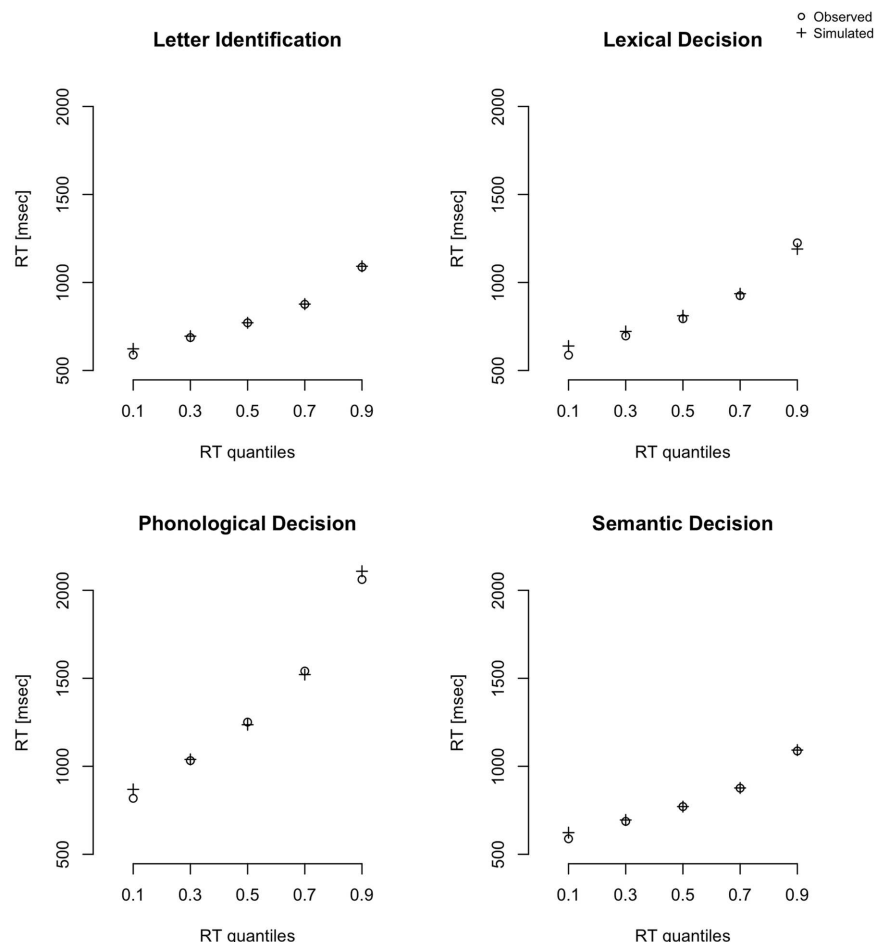 Observed
Simulated
Letter Identification
RT [msec]
2000
1500
1000
500
0.1 0.3 0.5 0.7 0.9
RT quantiles
Lexical Decision
RT [msec]
2000
1500
1000
500
0.1 0.3 0.5 0.7 0.9
RT quantiles
Phonological Decision
RT [msec]
2000
1500
1000
500
0.1 0.3 0.5 0.7 0.9
RT quantiles
Semantic Decision
RT [msec]
2000
1500
1000
500
0.1 0.3 0.5 0.7 0.9
RT quantiles